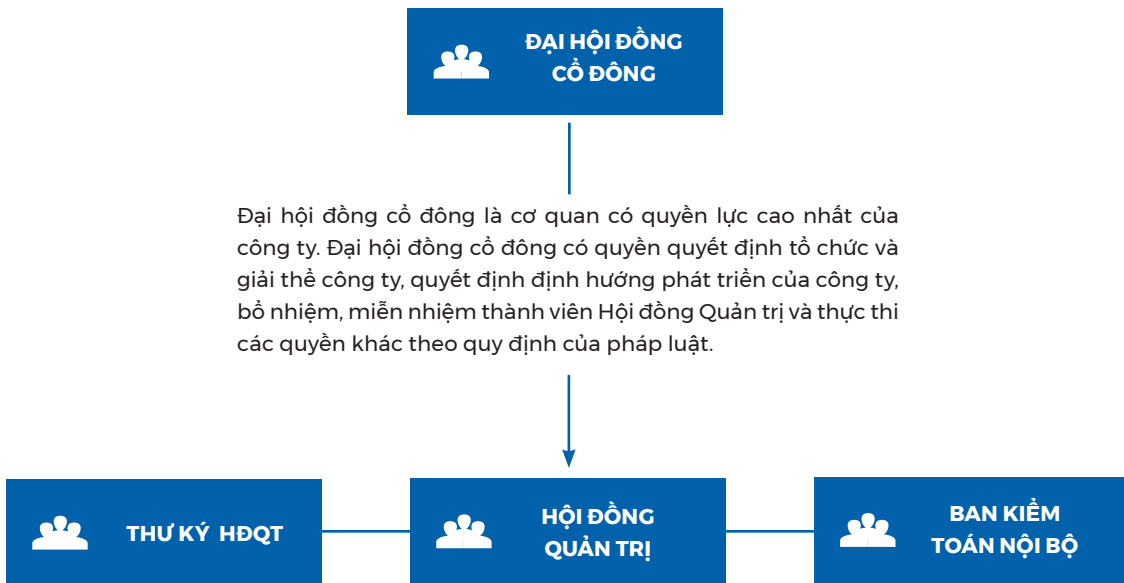 ĐẠI HỘI ĐỒNG
CỔ ĐÔNG
Đại hội đồng cổ đông là cơ quan có quyền lực cao nhất của
công ty. Đại hội đồng cổ đông có quyền quyết định tổ chức và
giải thể công ty, quyết định định hướng phát triển của công ty,
bổ nhiệm, miễn nhiệm thành viên Hội đồng Quản trị và thực thi
các quyền khác theo quy định của pháp luật.
THƯ KÝ HĐQT
HỘI ĐỒNG
QUẢN TRỊ
BAN KIỂM
TOÁN NỘI BỘ